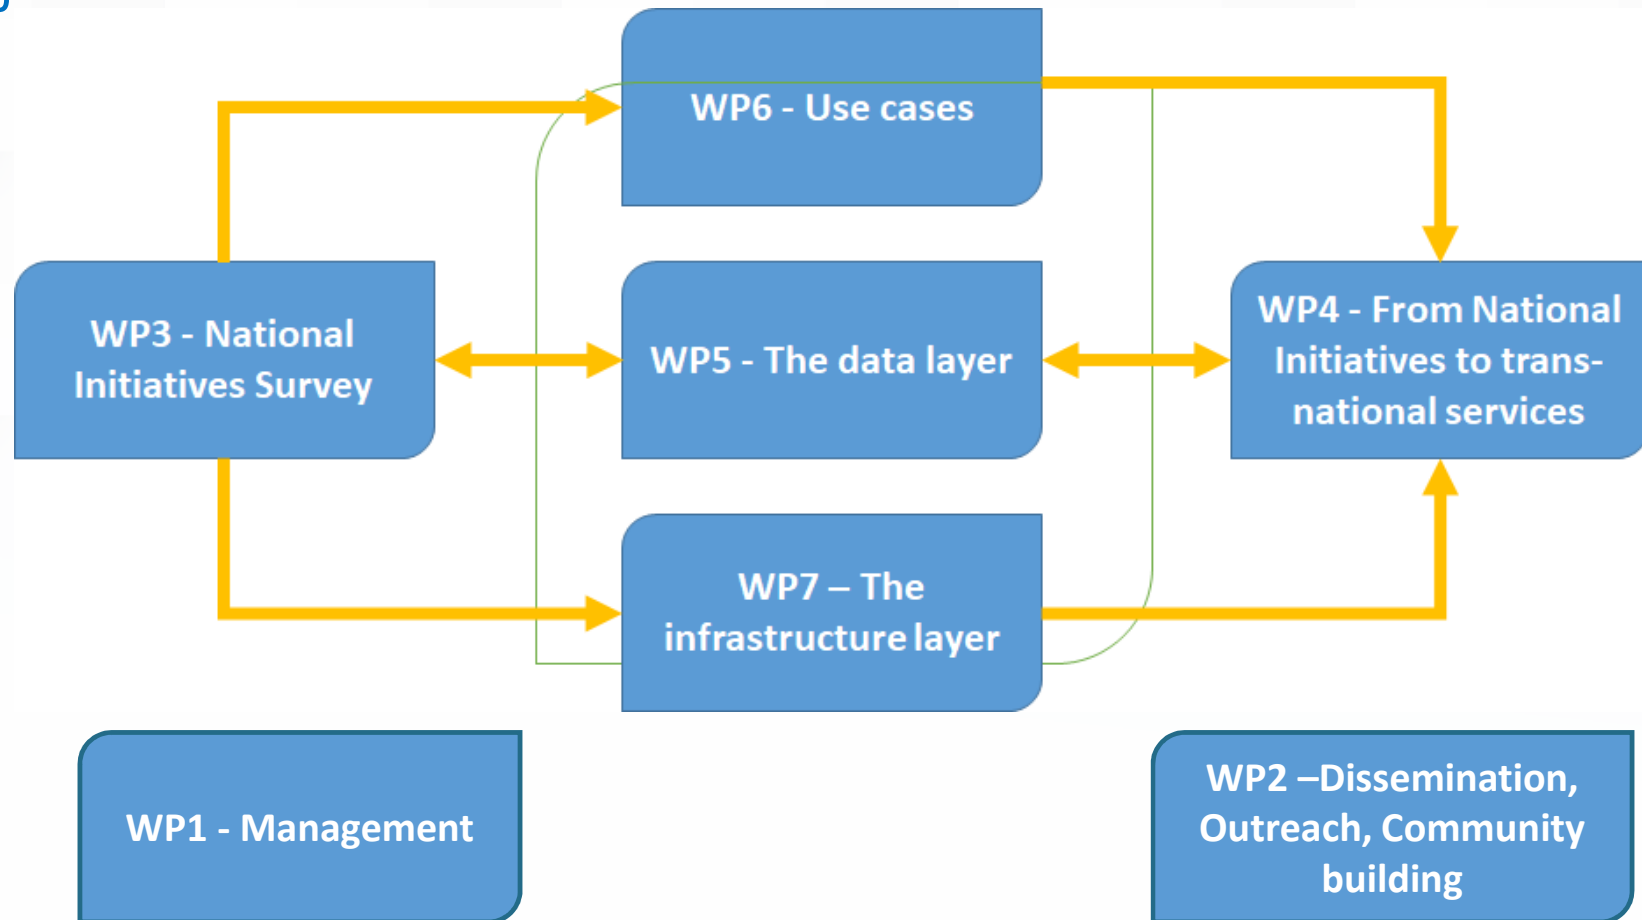 WP6 - Use cases
WP3 - National
Initiatives Survey
WP5 - The data layer
WP4 - From National
Initiatives to trans-
national services
WP7 – The
infrastructure layer
WP1 - Management
WP2 –Dissemination,
Outreach, Community
building